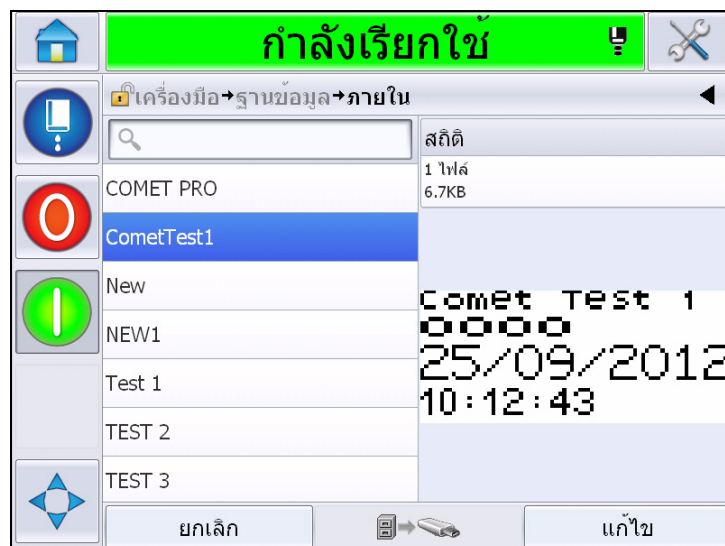 กำลังเรียกใช้
เครื่องมือ→ฐานข้อมูล→ภายใน
สถิติ
1 ไฟล์
6.7KB
COMET PRO
CometTest1
New
NEW1
Test 1
TEST 2
TEST 3
Comet Test 1
0000
25/09/2012
10:12:43
ยกเลิก
แก้ไข